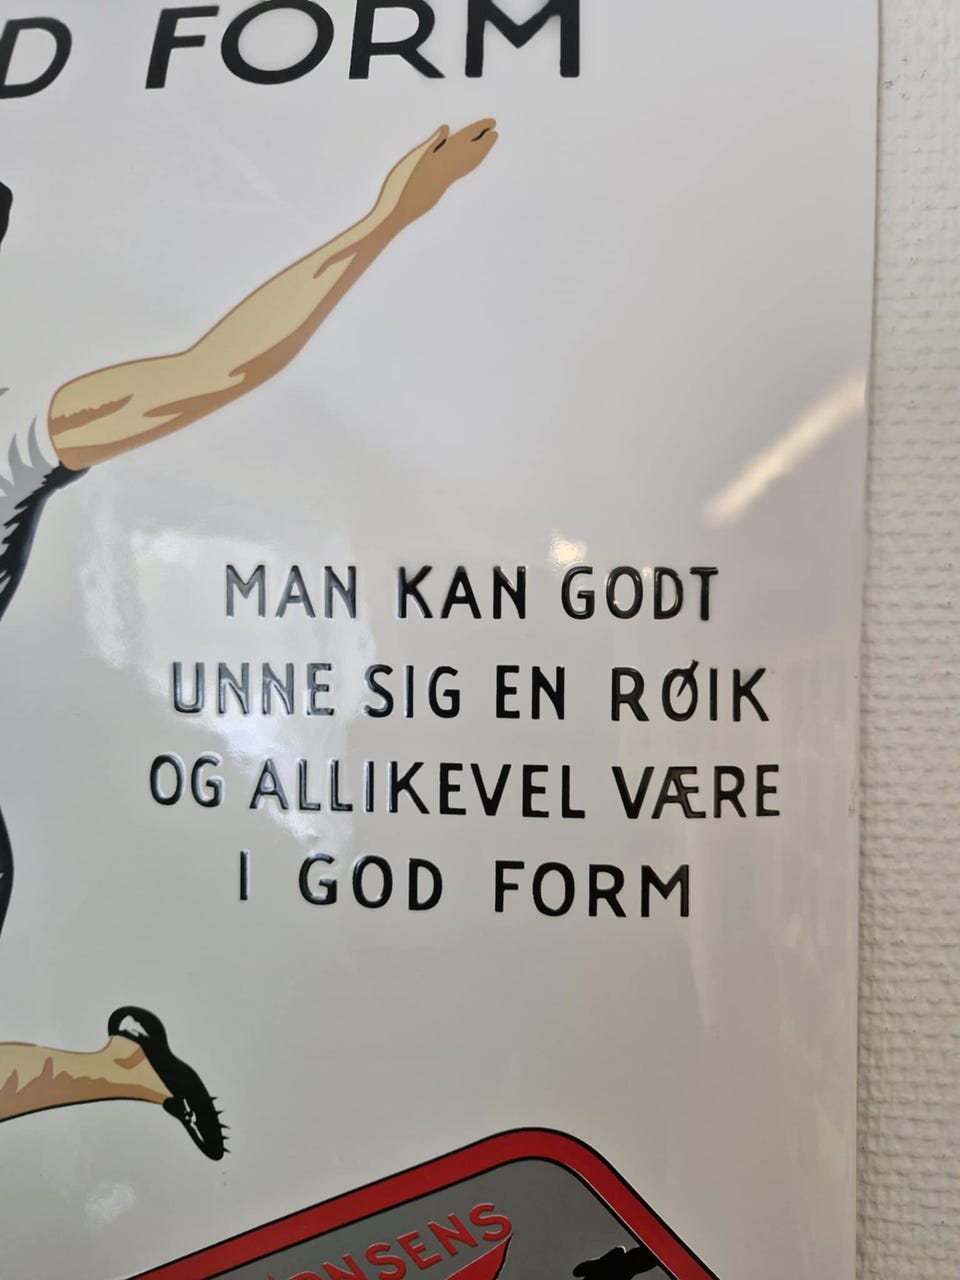 FORM
MAN KAN GODT
UNNE SIG EN RØIK
OG ALLIKEVEL VÆRE
I GOD FORM